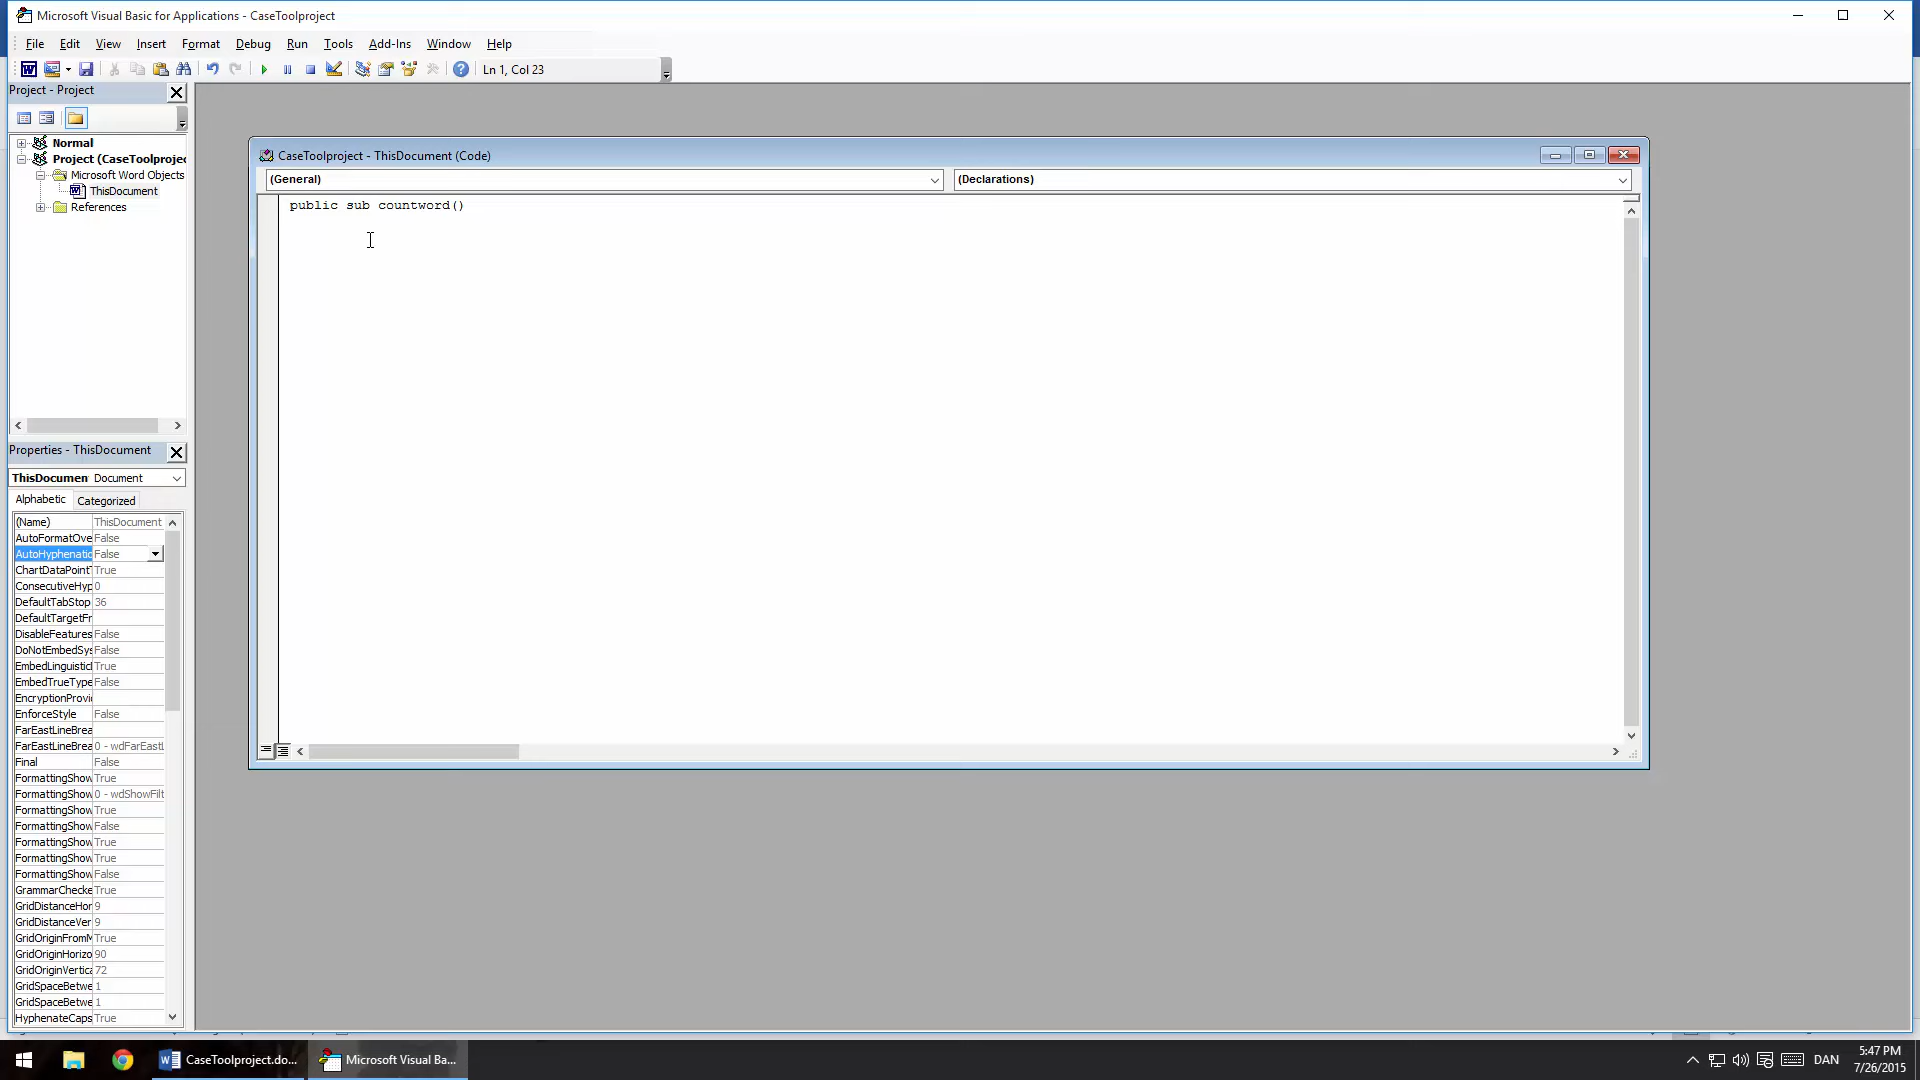 Microsoft Visual Basic for Applications - CaseToolproject
File Edit View Insert Format Debug Run Tools Add-Ins Window Help
Ln 1, Col 23
Project - Project
Normal
Project (CaseToolprojec
Microsoft Word Objects
ThisDocument
References
CaseToolproject - ThisDocument (Code)
(General) (Declarations)
public sub countword()
Properties - ThisDocument
ThisDocumen Document
Alphabetic Categorized
(Name) ThisDocument
AutoFormatOve False
AutoHyphenatic False
ChartDataPointT True
ConsecutiveHyp 0
DefaultTabStop 36
DefaultTargetFr
DisableFeatures False
DoNotEmbedSys False
EmbedLinguisticl True
EmbedTrueType False
EncryptionProvi
EnforceStyle False
FarEastLineBrea
FarEastLineBrea 0 - wdFarEastL
Final False
FormattingShow True
FormattingShow 0 - wdShowFilt
FormattingShow True
FormattingShow False
FormattingShow True
FormattingShow True
FormattingShow False
GrammarChecke True
GridDistanceHor 9
GridDistanceVer 9
GridOriginFromM True
GridOriginHorizo 90
GridOriginVertica 72
GridSpaceBetwe 1
GridSpaceBetwe 1
HyphenateCaps True
CaseToolproject.do... Microsoft Visual Ba...
DAN
5:47 PM
7/26/2015